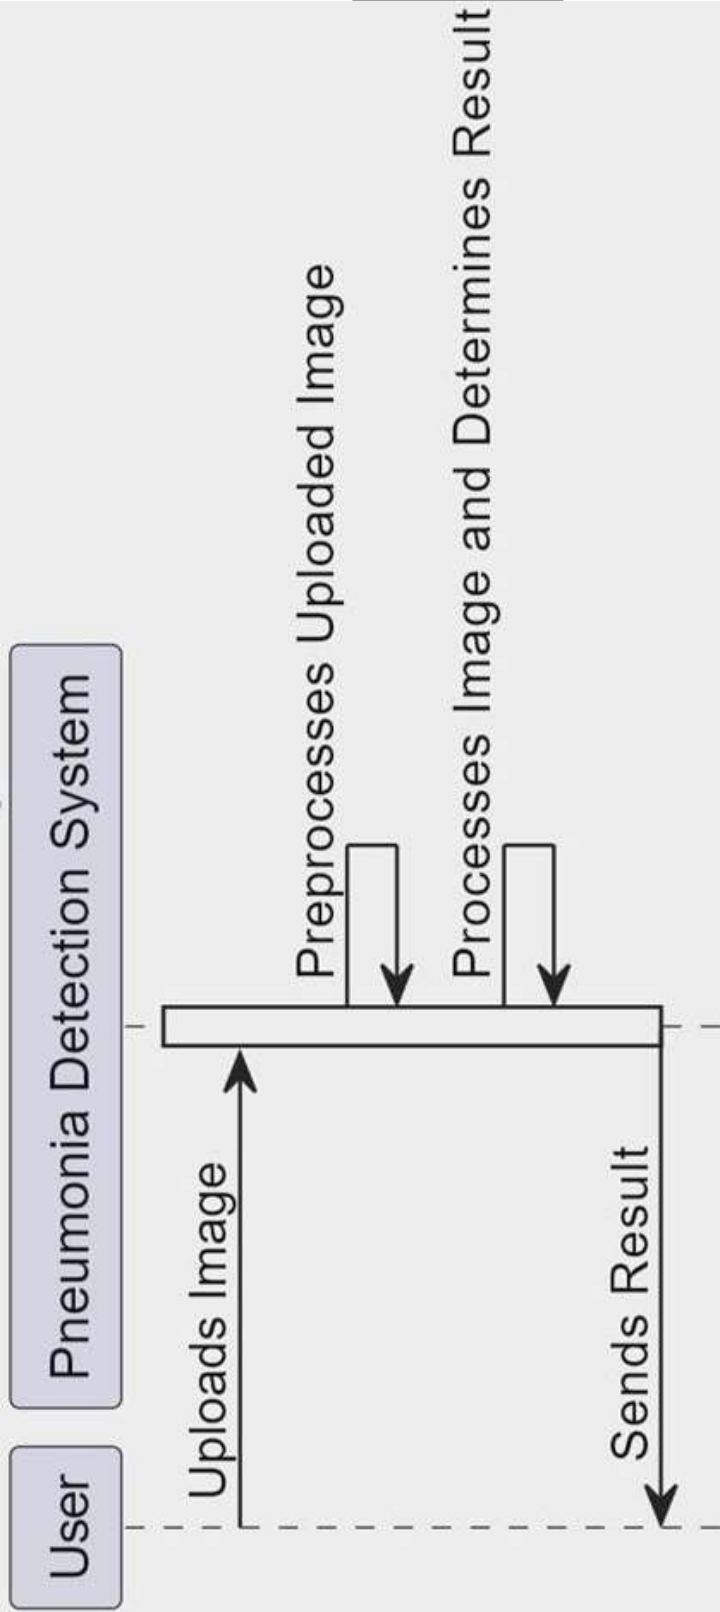 User
Pneumonia Detection System
Uploads Image
Preprocesses Uploaded Image
Processes Image and Determines Result
Sends Result